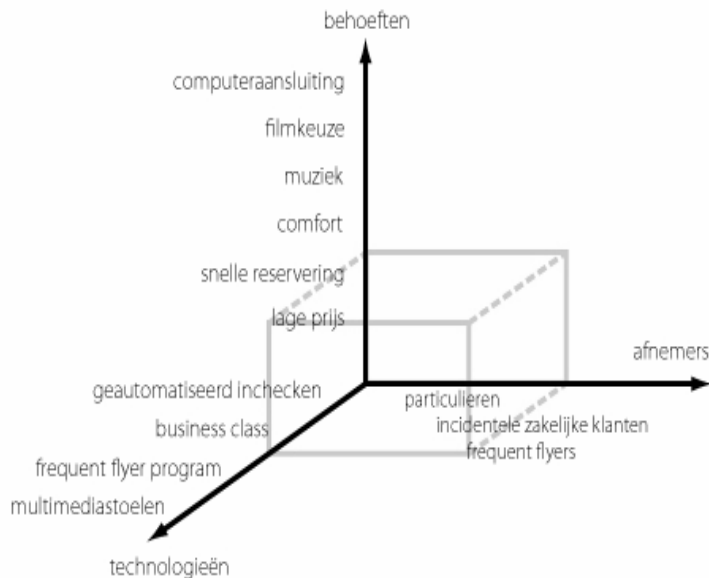 behoeften
computeraansluiting
filmkeuze
muziek
comfort
snelle reservering
lage prijs
afnemers
geautomatiseerd inchecken
particulieren
business class
incidentele zakelijke klanten
frequent flyer program
frequent flyers
multimediastoelen
technologieën